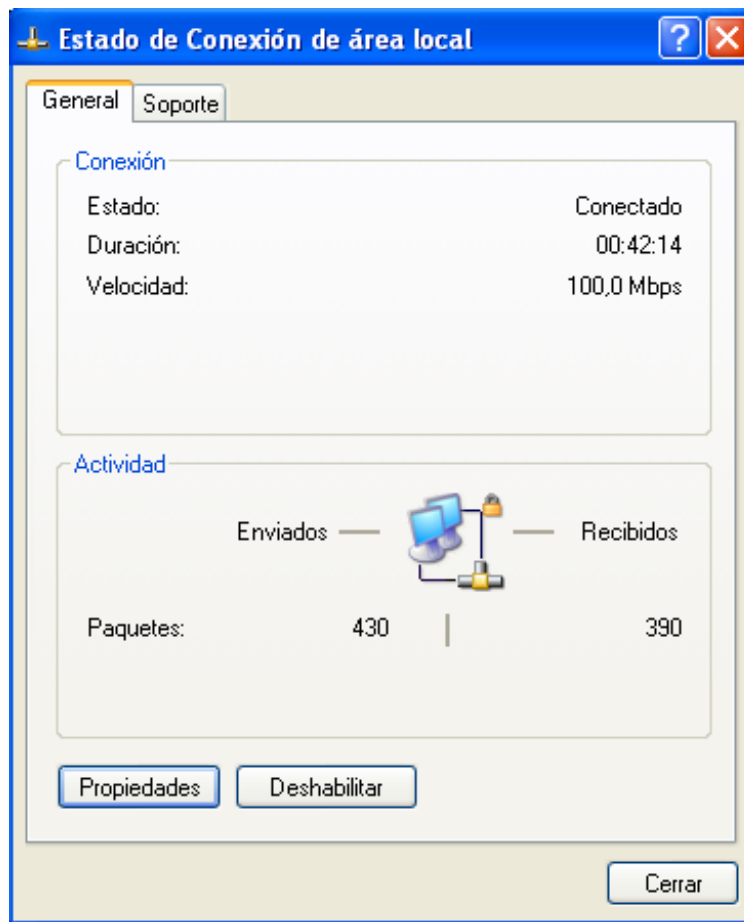 Estado de Conexión de área local
General Soporte
Conexión
Estado: Conectado
Duración: 00:42:14
Velocidad: 100,0 Mbps
Actividad
Enviados Recibidos
Paquetes: 430 390
Propiedades Deshabilitar
Cerrar